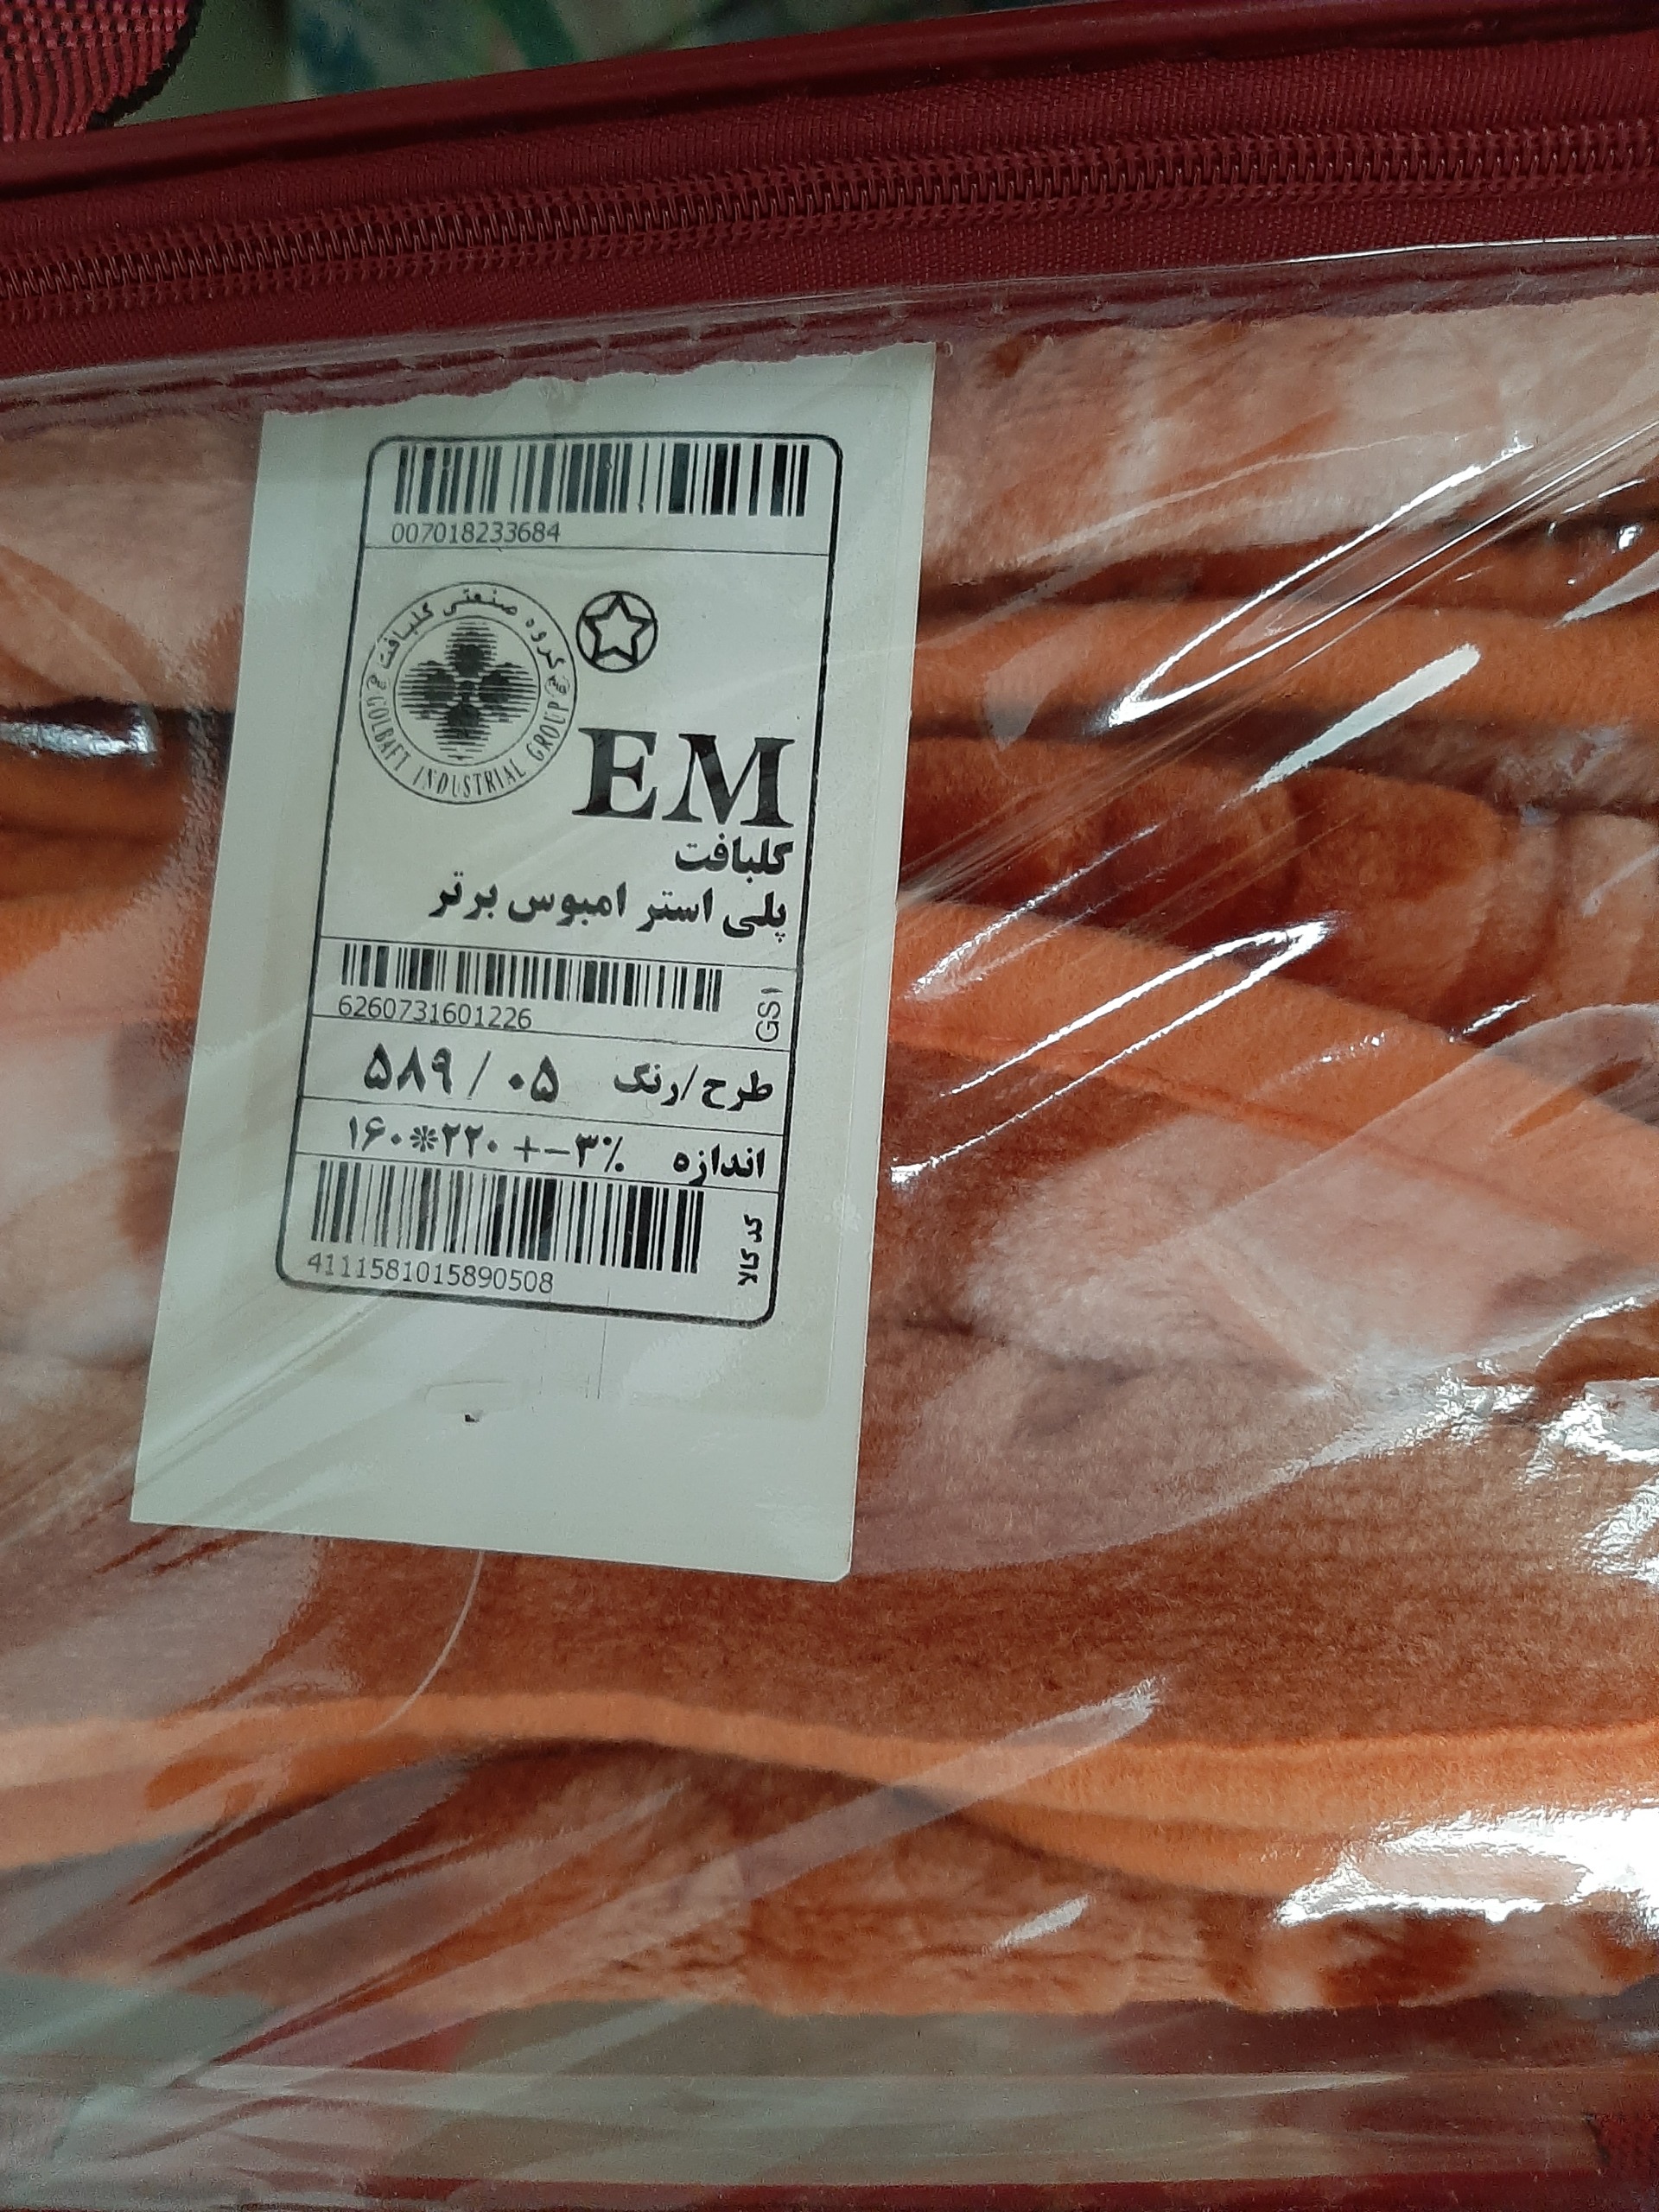 007018233684
گروه صنعتی گلبافت
GOLBAFT INDUSTRIAL GROUP
EM
گلبافت
پلی استر امبوس برتر
6260731601226
GS1
طرح/رنگ ۵۸۹ / ۰۵
اندازه ۱۶۰*۲۲۰ +-۳%
4111581015890508
کد کالا